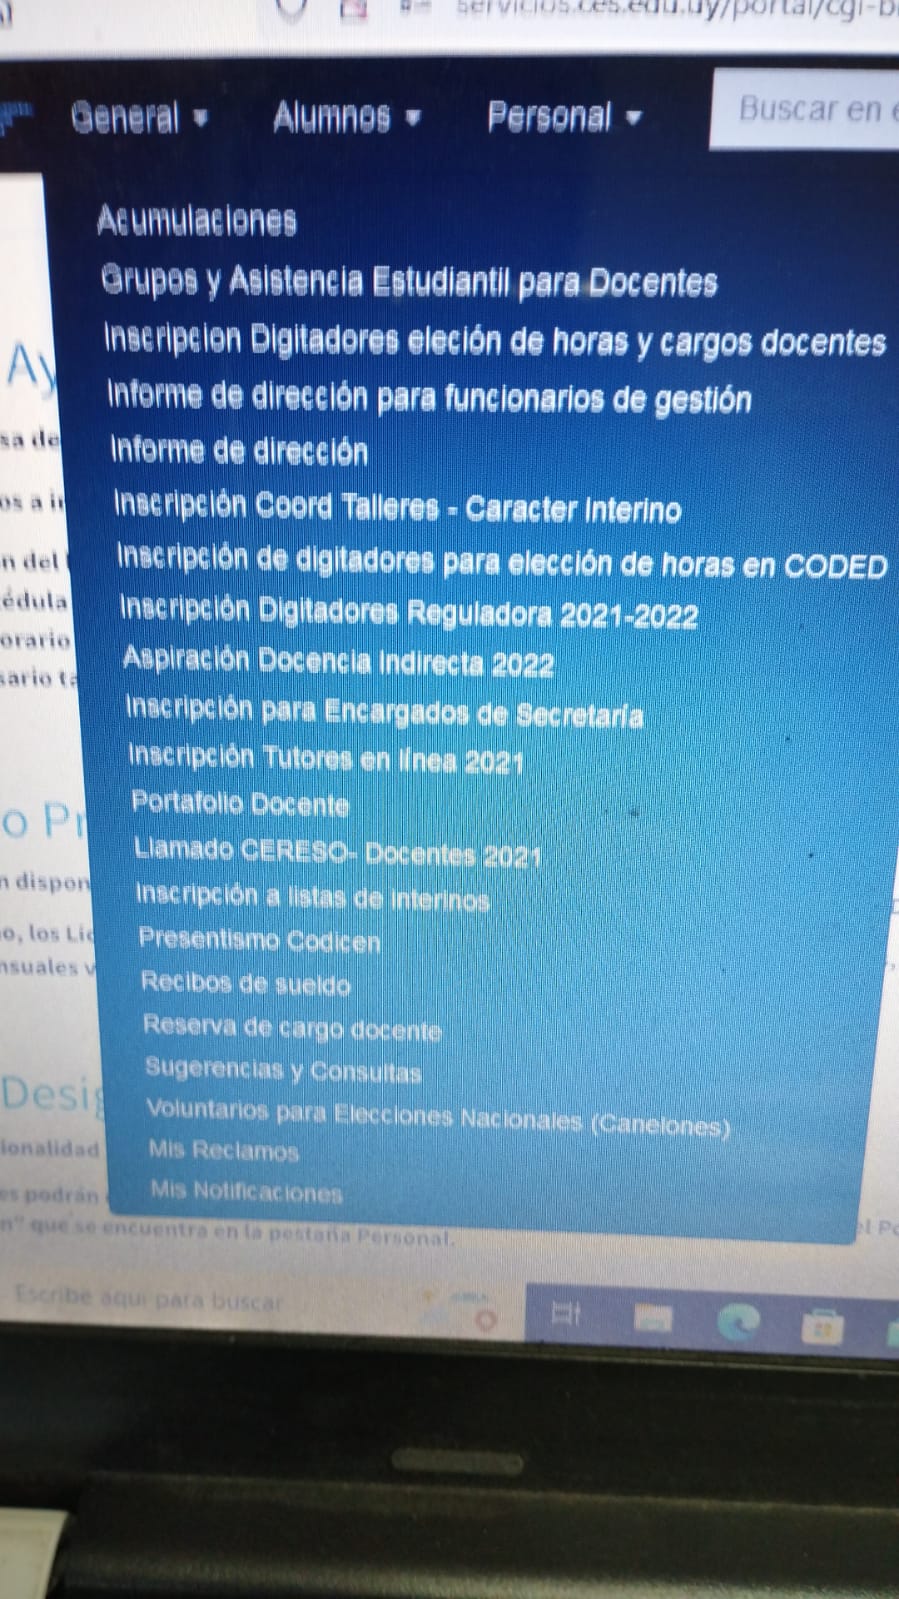 servicios.ces.edu.uy/portal/cgi-b
General Alumnos Personal Buscar en e
Acumulaciones
Grupos y Asistencia Estudiantil para Docentes
Inscripcion Digitadores eleción de horas y cargos docentes
Informe de dirección para funcionarios de gestión
Informe de dirección
Inscripción Coord Talleres - Caracter Interino
Inscripción de digitadores para elección de horas en CODED
Inscripción Digitadores Reguladora 2021-2022
Aspiración Docencia Indirecta 2022
Inscripción para Encargados de Secretaría
Inscripción Tutores en línea 2021
Portafolio Docente
Llamado CERESO- Docentes 2021
Inscripción a listas de interinos
Presentismo Codicen
Recibos de sueldo
Reserva de cargo docente
Sugerencias y Consultas
Voluntarios para Elecciones Nacionales (Canelones)
Mis Reclamos
Mis Notificaciones
Ay
sa de
os a in
n del
édula
orario
sario ta
o Pr
n dispon
o, los Lic
nsuales v
Desig
ionalidad
es podrán
n" que se encuentra en la pestaña Personal.
el Po
Escribe aquí para buscar